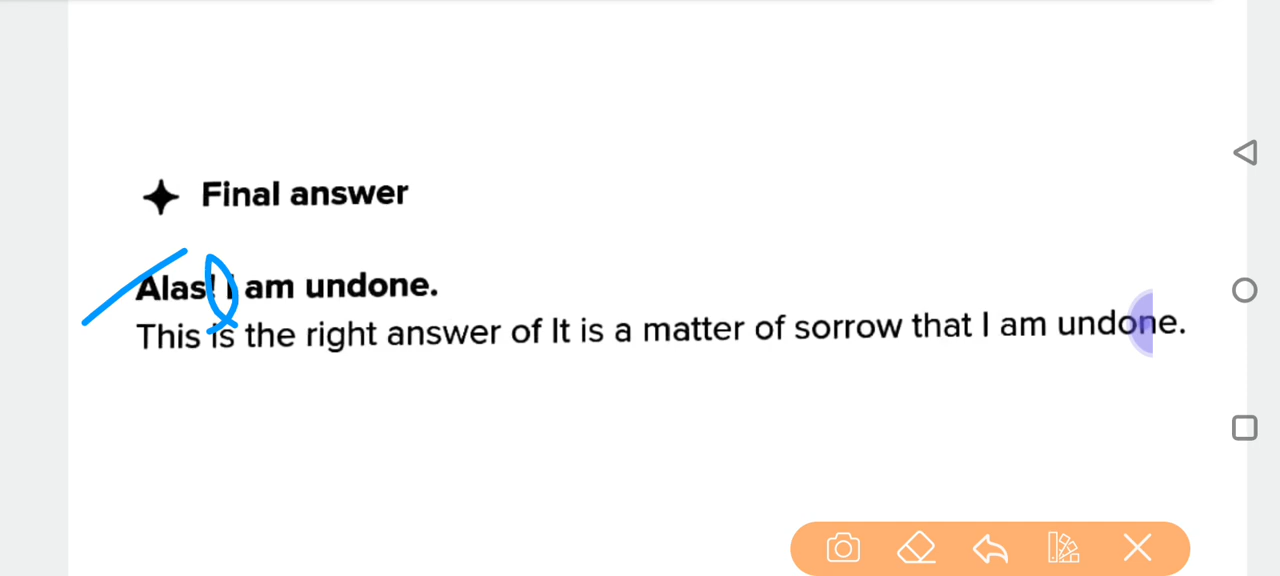 Final answer
Alas! I am undone.
This is the right answer of It is a matter of sorrow that I am undone.